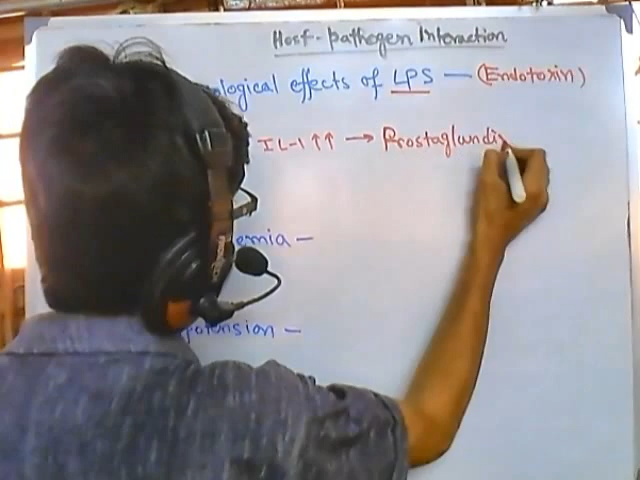 Host-pathogen Interaction
ological effects of LPS — (Endotoxin)
IL-1 ↑↑ → Prostaglandi
emia —
otension —